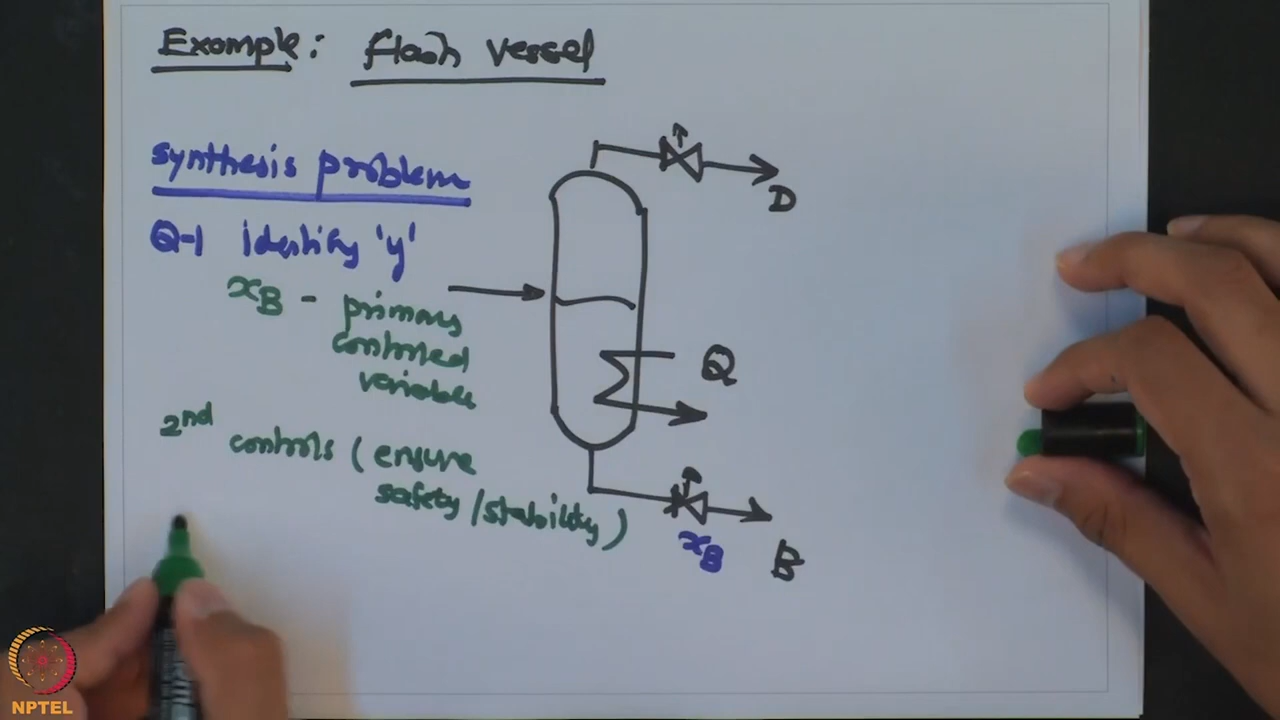 Example: flash vessel
synthesis problem
Q-1 identify 'y'
xB - primary
controlled
variable
2nd controls (ensure
safety/stability)
D
Q
xB
B
NPTEL